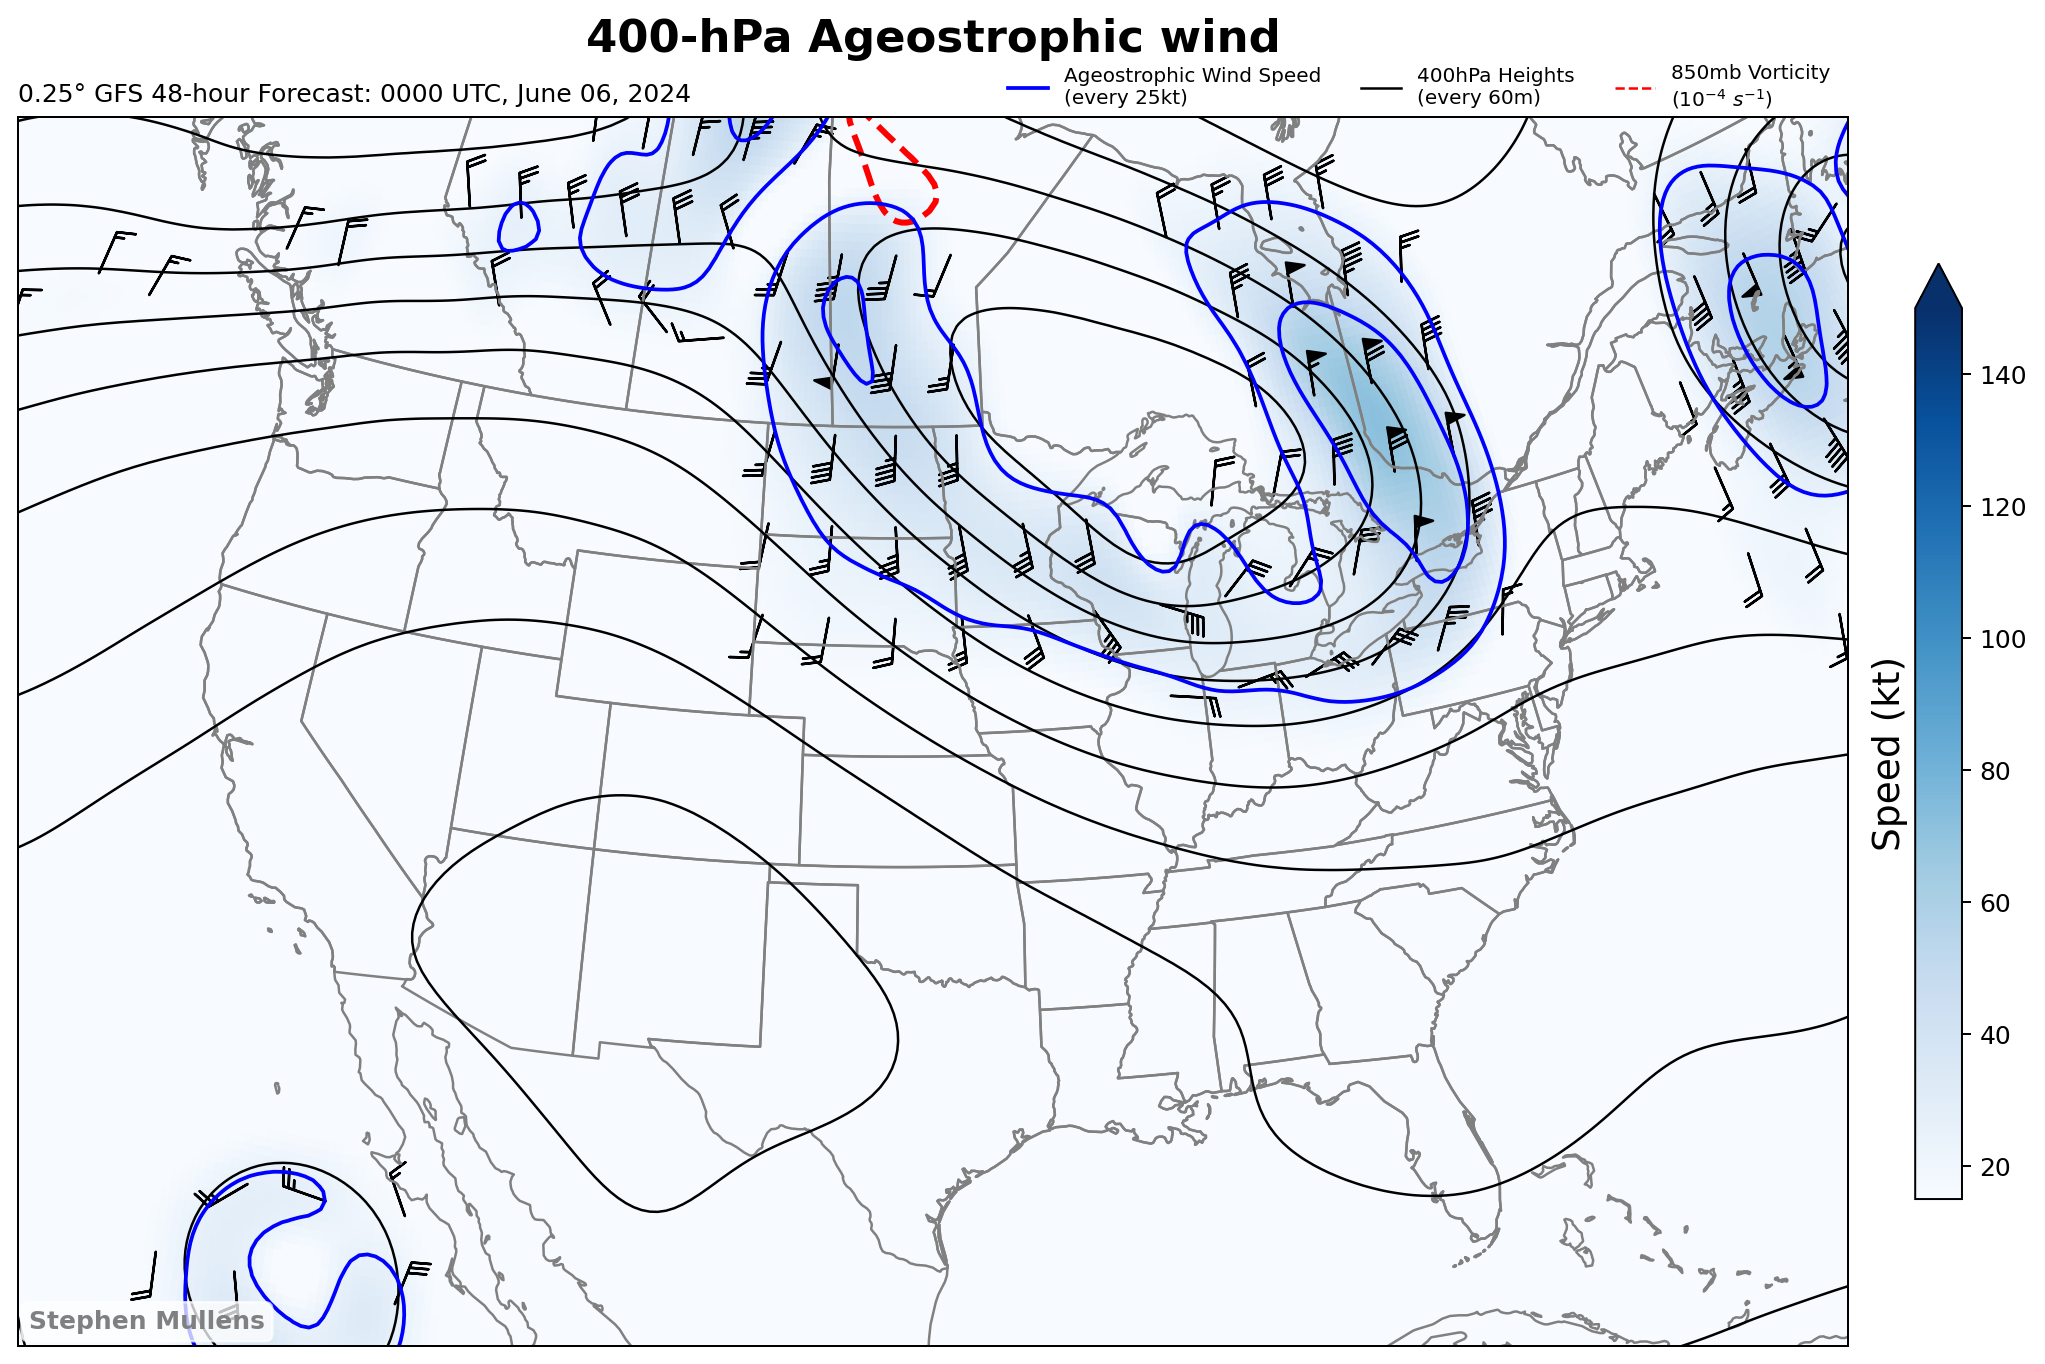 400-hPa Ageostrophic wind
0.25° GFS 48-hour Forecast: 0000 UTC, June 06, 2024
Ageostrophic Wind Speed
(every 25kt)
400hPa Heights
(every 60m)
850mb Vorticity
(10⁻⁴ s⁻¹)
140
120
100
80
60
40
20
Speed (kt)
Stephen Mullens